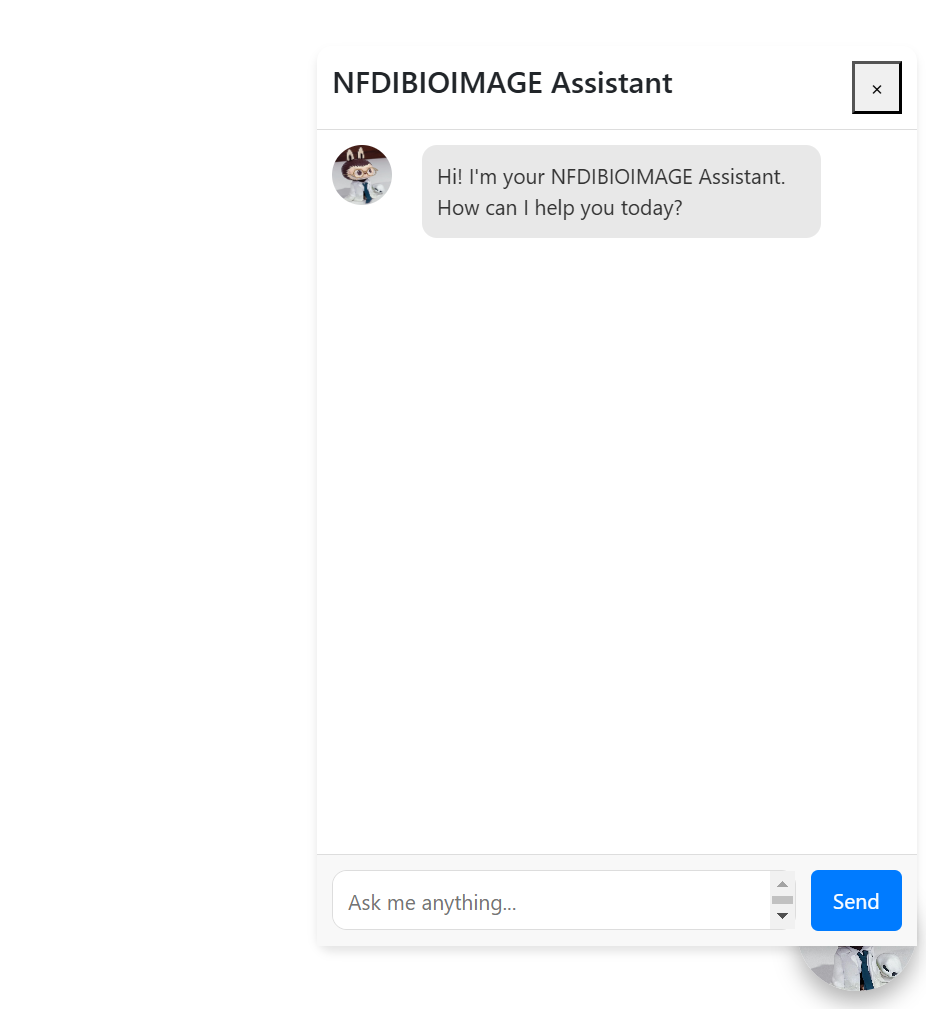 NFDIBIOIMAGE Assistant
×
Hi! I'm your NFDIBIOIMAGE Assistant.
How can I help you today?
Ask me anything...
Send